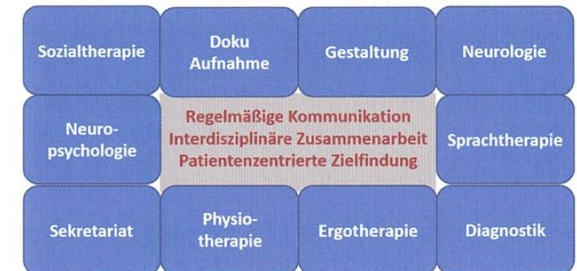 Sozialtherapie
Doku
Aufnahme
Gestaltung
Neurologie
Neuro-
psychologie
Regelmäßige Kommunikation
Interdisziplinäre Zusammenarbeit
Patientenzentrierte Zielfindung
Sprachtherapie
Sekretariat
Physio-
therapie
Ergotherapie
Diagnostik